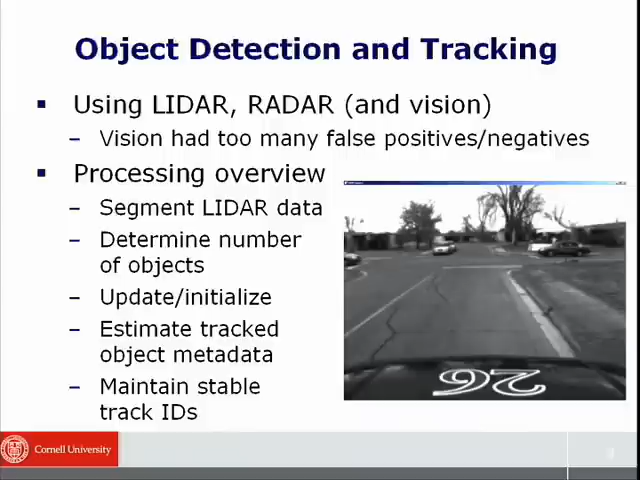 Object Detection and Tracking
▪ Using LIDAR, RADAR (and vision)
– Vision had too many false positives/negatives
▪ Processing overview
– Segment LIDAR data
– Determine number
of objects
– Update/initialize
– Estimate tracked
object metadata
– Maintain stable
track IDs
26
Cornell University